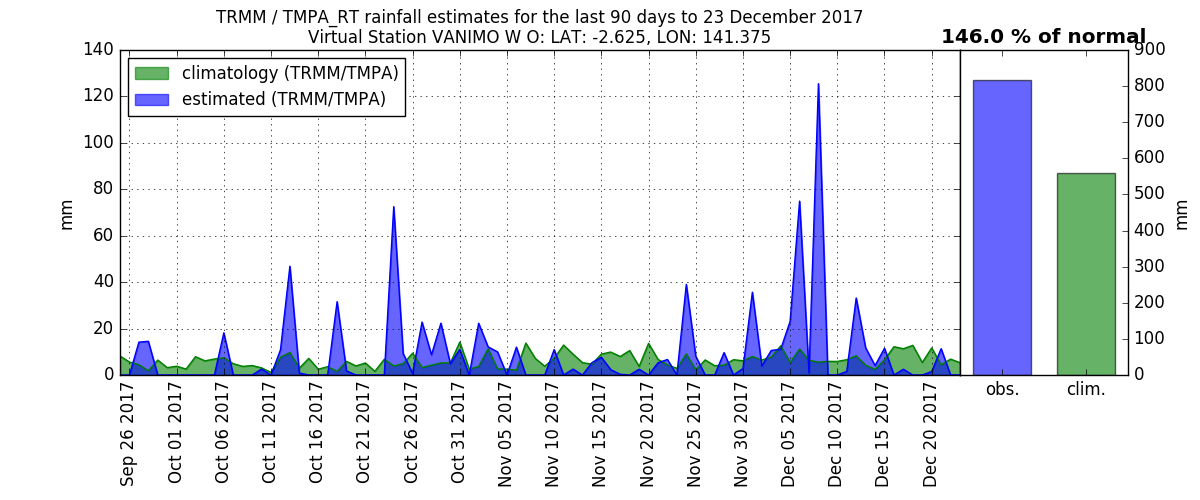 TRMM / TMPA_RT rainfall estimates for the last 90 days to 23 December 2017
Virtual Station VANIMO W O: LAT: -2.625, LON: 141.375
146.0 % of normal
climatology (TRMM/TMPA)
estimated (TRMM/TMPA)
mm
140
120
100
80
60
40
20
0
Sep 26 2017
Oct 01 2017
Oct 06 2017
Oct 11 2017
Oct 16 2017
Oct 21 2017
Oct 26 2017
Oct 31 2017
Nov 05 2017
Nov 10 2017
Nov 15 2017
Nov 20 2017
Nov 25 2017
Nov 30 2017
Dec 05 2017
Dec 10 2017
Dec 15 2017
Dec 20 2017
900
800
700
600
500
400
300
200
100
0
mm
obs.
clim.